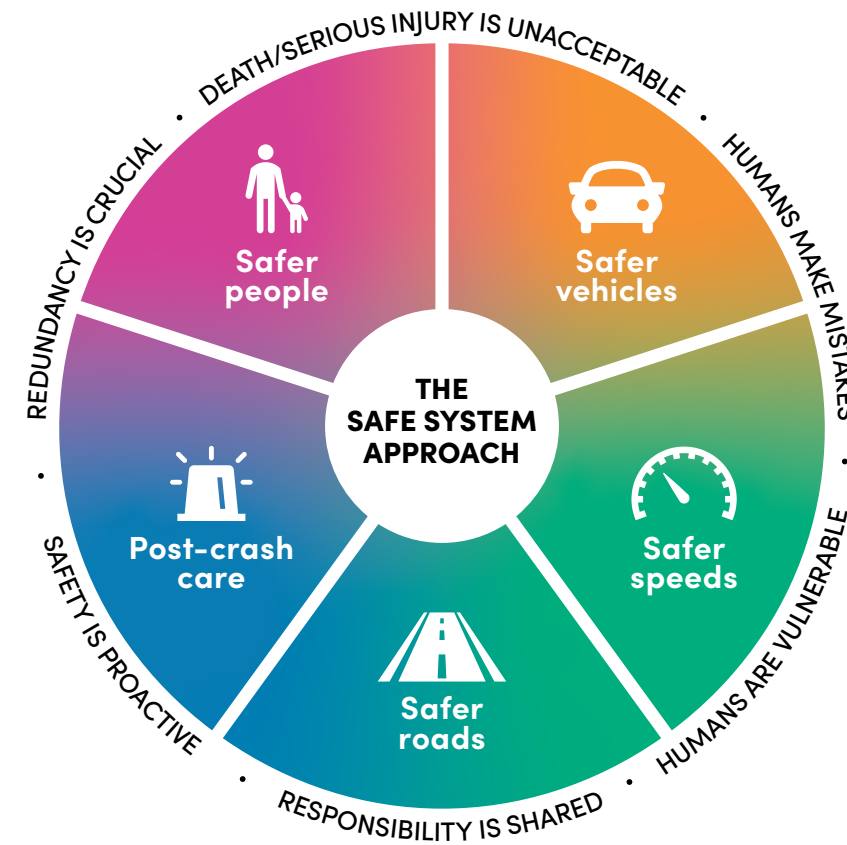 DEATH/SERIOUS INJURY IS UNACCEPTABLE
HUMANS MAKE MISTAKES
HUMANS ARE VULNERABLE
RESPONSIBILITY IS SHARED
SAFETY IS PROACTIVE
REDUNDANCY IS CRUCIAL
Safer
people
Safer
vehicles
THE
SAFE SYSTEM
APPROACH
Post-crash
care
Safer
speeds
Safer
roads